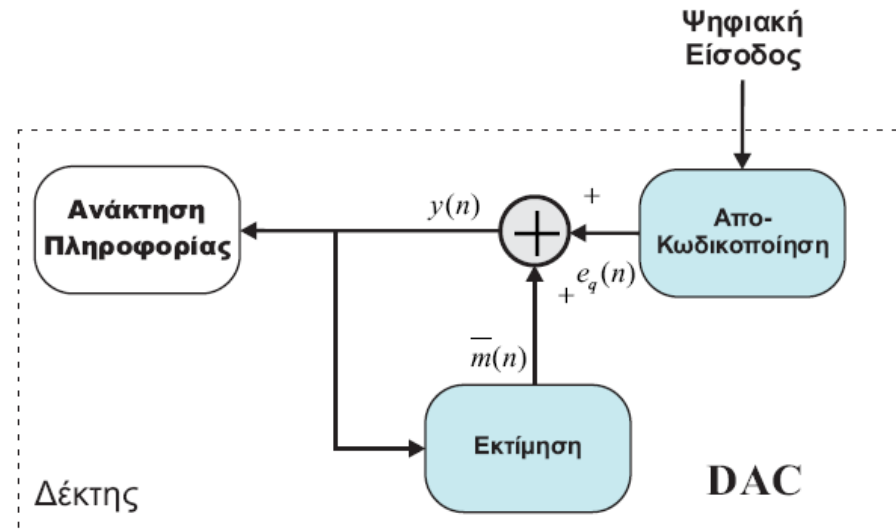 Ψηφιακή
Είσοδος
Ανάκτηση
Πληροφορίας
y(n)
+
+
Απο-
Κωδικοποίηση
+
e_q(n)
m̅(n)
Εκτίμηση
Δέκτης
DAC